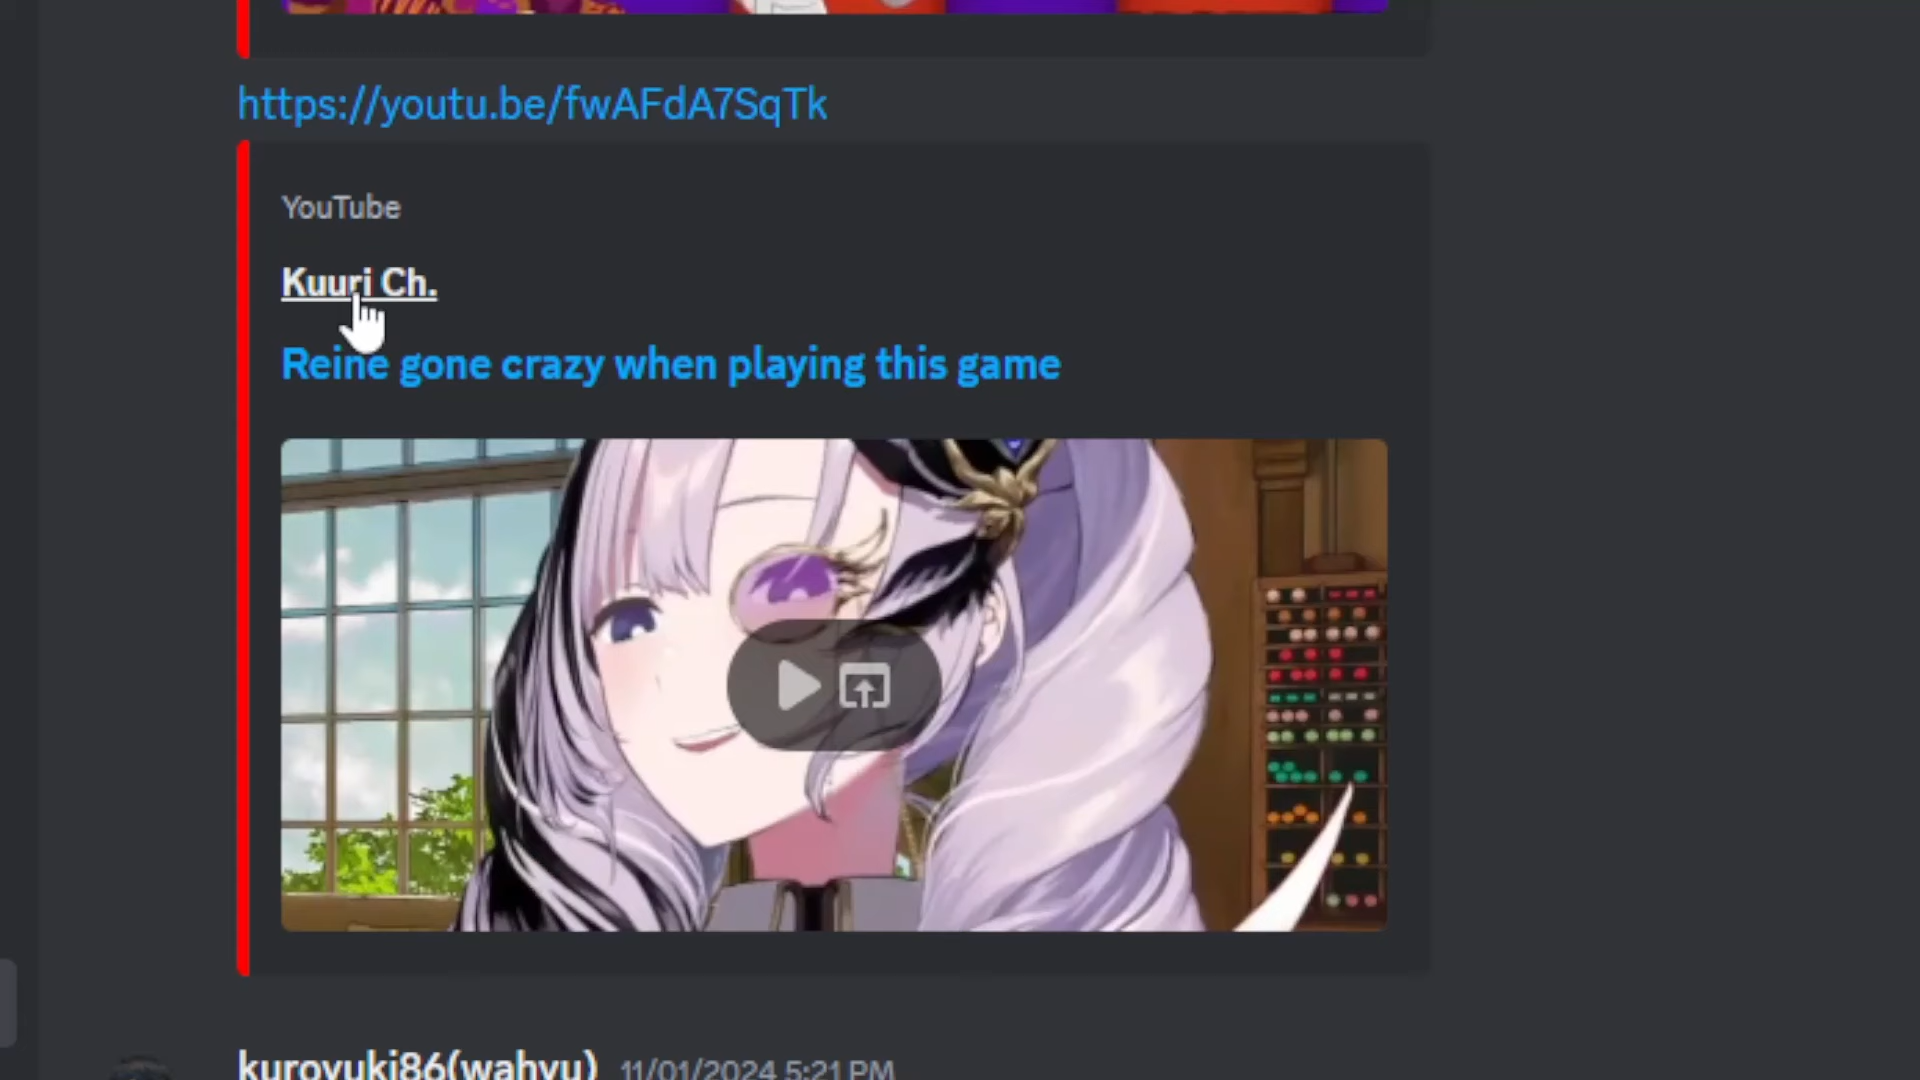 https://youtu.be/fwAFdA7SqTk
YouTube
Kuuri Ch.
Reine gone crazy when playing this game
kuroyuki86(wahyu) 11/01/2024 5:21 PM